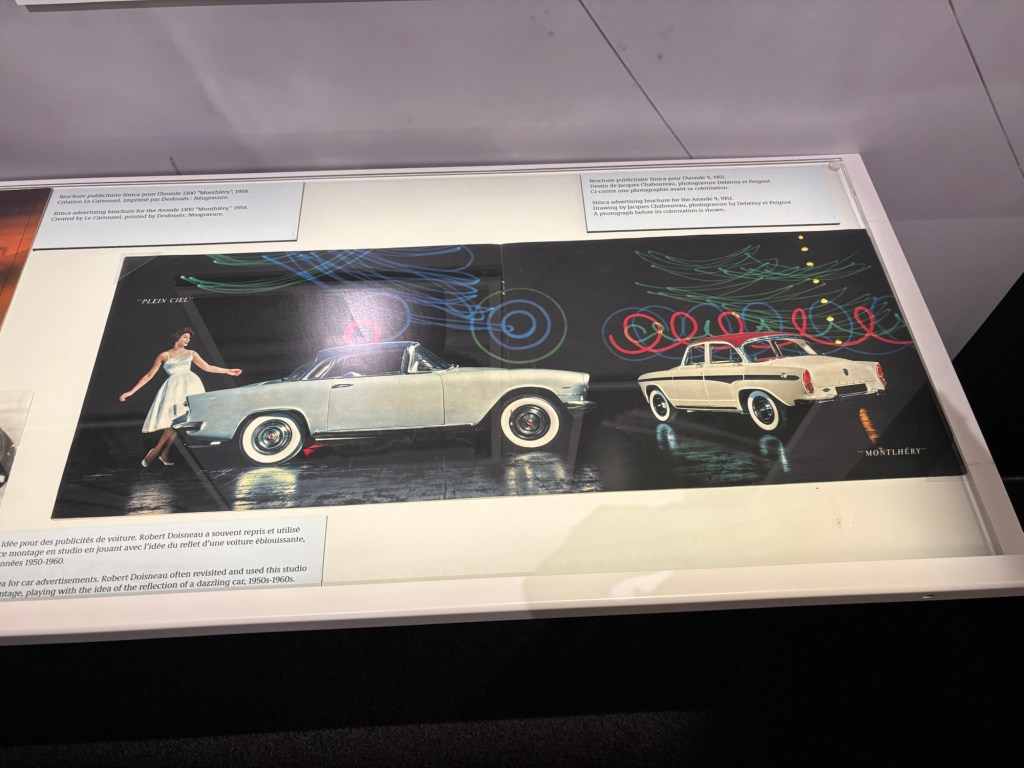 Brochure publicitaire Simca pour l'Aronde 1300 "Montlhéry", 1958.
Création Le Carrousel, imprimé par Desfossés : Néogravure.
Simca advertising brochure for the Aronde 1300 "Montlhéry," 1958.
Created by Le Carrousel, printed by Desfossés: Neogravure.
Brochure publicitaire Simca pour l'Aronde 9, 1951.
Dessin de Jacques Chaboureau, photogravure Deberny et Peignot.
Ci-contre une photographie avant sa colorisation.
Simca advertising brochure for the Aronde 9, 1951.
Drawing by Jacques Chaboureau, photogravure by Deberny et Peignot.
A photograph before its colorisation is shown.
"PLEIN CIEL"
"MONTLHÉRY"
idée pour des publicités de voiture. Robert Doisneau a souvent repris et utilisé
ce montage en studio en jouant avec l'idée du reflet d'une voiture éblouissante,
nnées 1950-1960.
a for car advertisements. Robert Doisneau often revisited and used this studio
ntage, playing with the idea of the reflection of a dazzling car, 1950s-1960s.